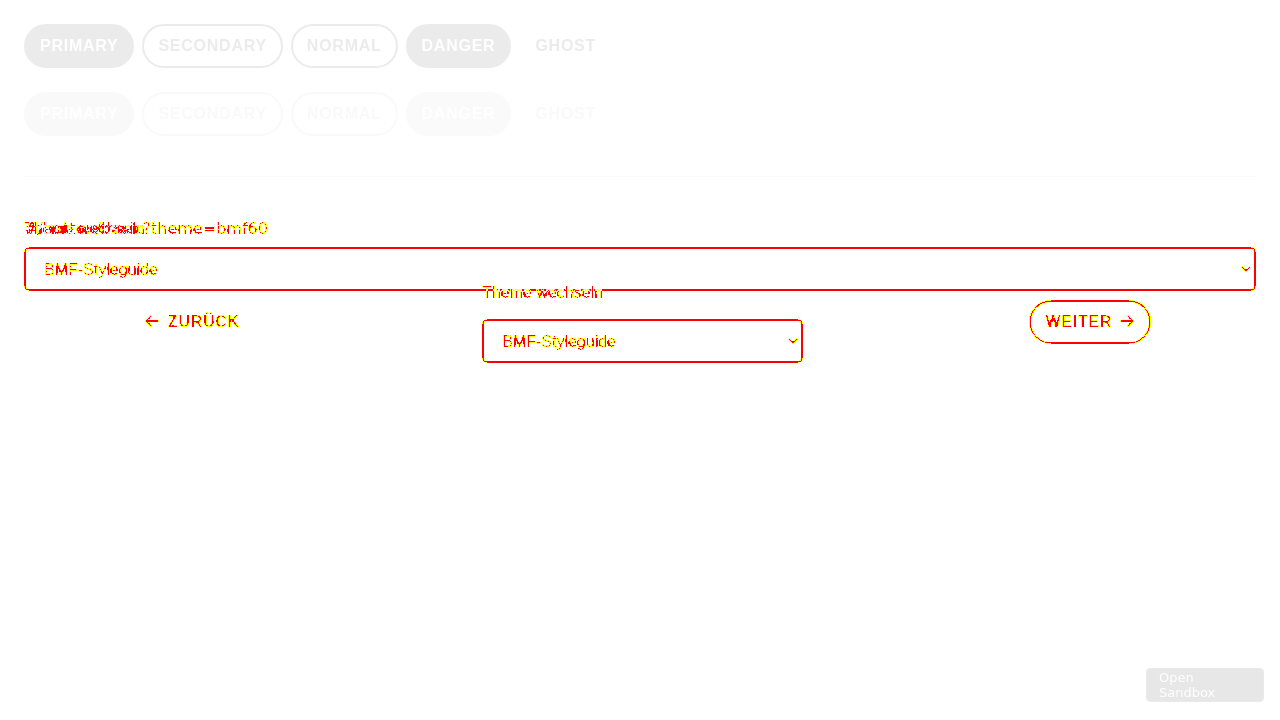 PRIMARY SECONDARY NORMAL DANGER GHOST
PRIMARY SECONDARY NORMAL DANGER GHOST
?theme=bmf60
BMF-Styleguide
Theme wechseln
← ZURÜCK
WEITER →
BMF-Styleguide
Open
Sandbox